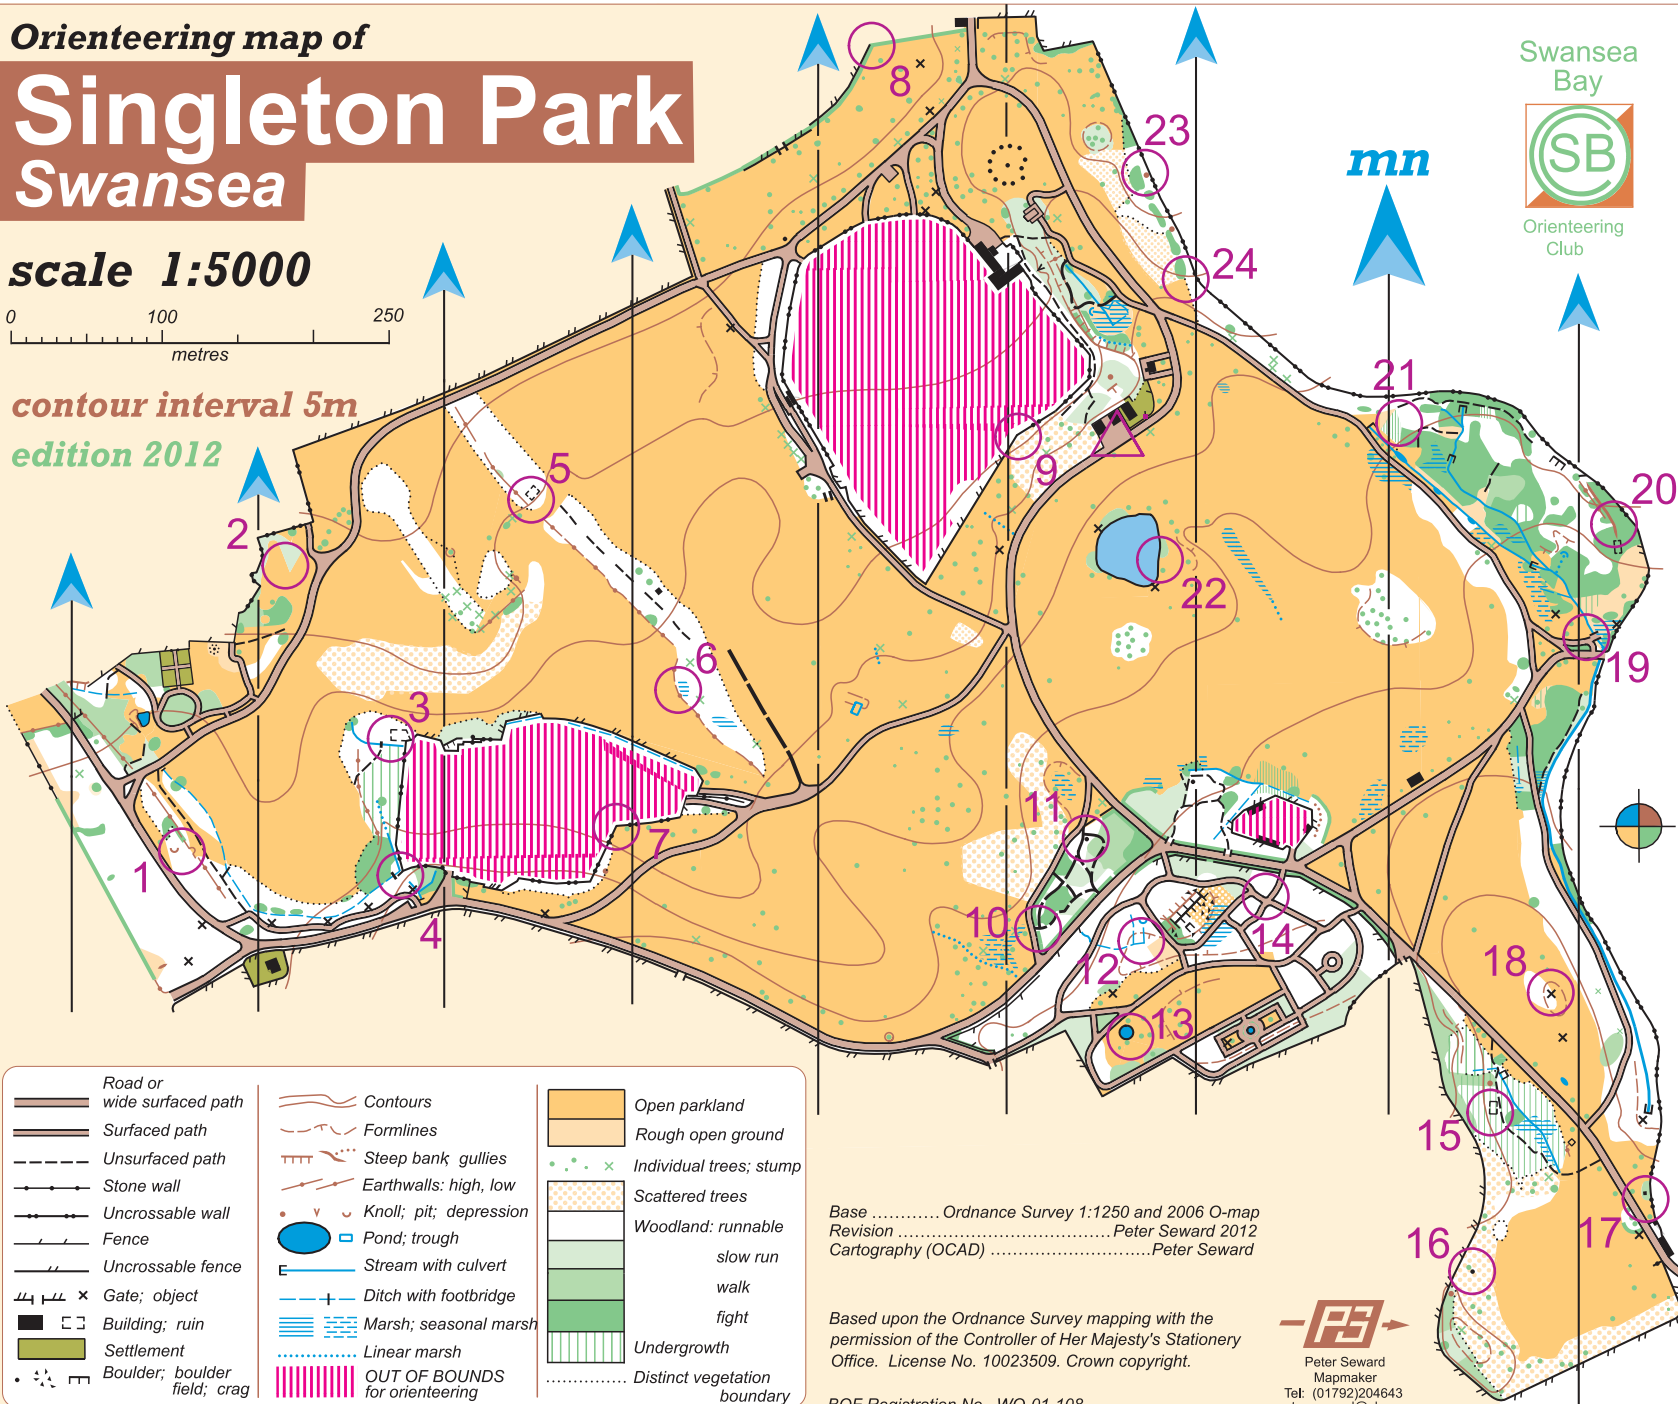 Orienteering map of
Singleton Park
Swansea
scale 1:5000
0 100 250
metres
contour interval 5m
edition 2012
Swansea
Bay
SB
Orienteering
Club
mn
1
2
3
4
5
6
7
8
9
10
11
12
13
14
15
16
17
18
19
20
21
22
23
24
Road or
wide surfaced path
Surfaced path
Unsurfaced path
Stone wall
Uncrossable wall
Fence
Uncrossable fence
Gate; object
Building; ruin
Settlement
Boulder; boulder
field; crag
Contours
Formlines
Steep bank gullies
Earthwalls: high, low
Knoll; pit; depression
Pond; trough
Stream with culvert
Ditch with footbridge
Marsh; seasonal marsh
Linear marsh
OUT OF BOUNDS
for orienteering
Open parkland
Rough open ground
Individual trees; stump
Scattered trees
Woodland: runnable
slow run
walk
fight
Undergrowth
Distinct vegetation
boundary
Base ............ Ordnance Survey 1:1250 and 2006 O-map
Revision ....................................... Peter Seward 2012
Cartography (OCAD) ............................. Peter Seward
Based upon the Ordnance Survey mapping with the
permission of the Controller of Her Majesty's Stationery
Office. License No. 10023509. Crown copyright.
PS
Peter Seward
Mapmaker
Tel: (01792)204643